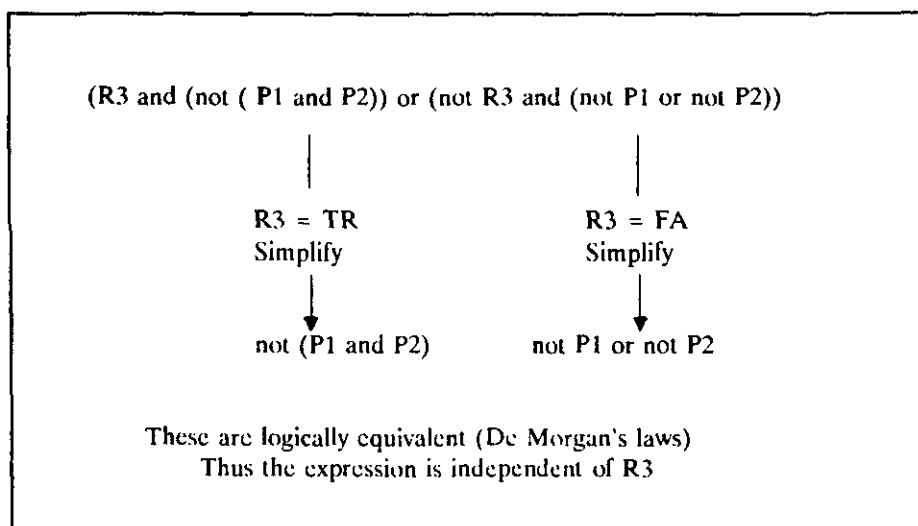 (R3 and (not ( P1 and P2)) or (not R3 and (not P1 or not P2))
R3 = TR
Simplify
R3 = FA
Simplify
not (P1 and P2)
not P1 or not P2
These are logically equivalent (De Morgan's laws)
Thus the expression is independent of R3